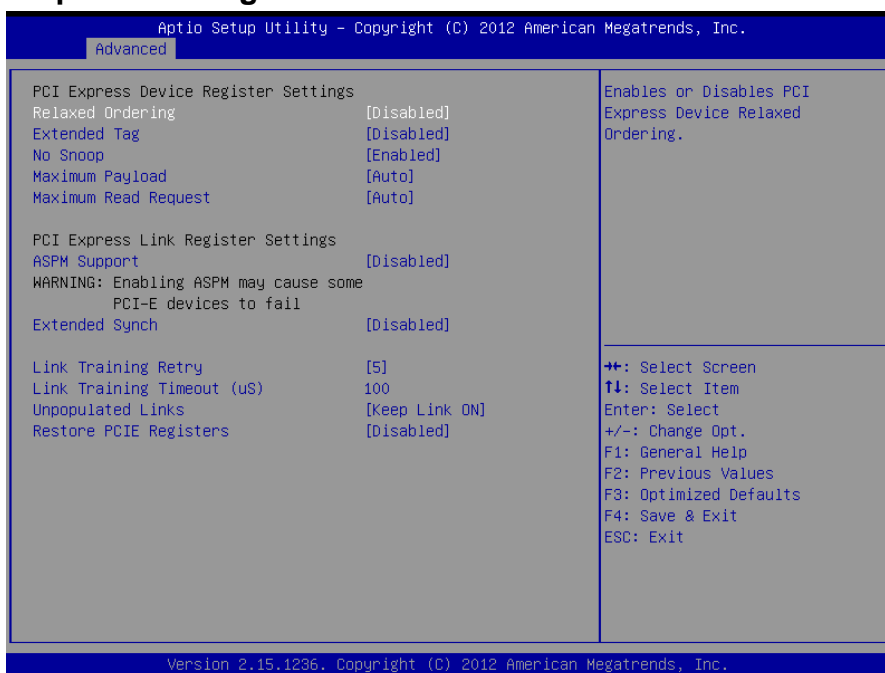 Aptio Setup Utility – Copyright (C) 2012 American Megatrends, Inc.
Advanced
PCI Express Device Register Settings
Relaxed Ordering [Disabled]
Extended Tag [Disabled]
No Snoop [Enabled]
Maximum Payload [Auto]
Maximum Read Request [Auto]
PCI Express Link Register Settings
ASPM Support [Disabled]
WARNING: Enabling ASPM may cause some
PCI-E devices to fail
Extended Synch [Disabled]
Link Training Retry [5]
Link Training Timeout (uS) 100
Unpopulated Links [Keep Link ON]
Restore PCIE Registers [Disabled]
Enables or Disables PCI
Express Device Relaxed
Ordering.
→←: Select Screen
↑↓: Select Item
Enter: Select
+/-: Change Opt.
F1: General Help
F2: Previous Values
F3: Optimized Defaults
F4: Save & Exit
ESC: Exit
Version 2.15.1236. Copyright (C) 2012 American Megatrends, Inc.